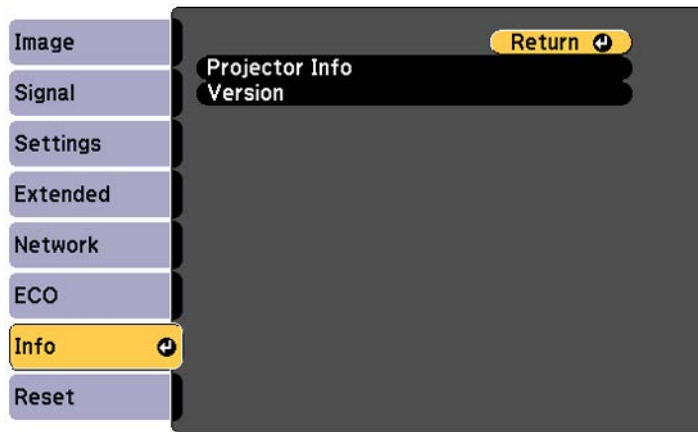 Image
Signal
Settings
Extended
Network
ECO
Info
Reset
Return
Projector Info
Version